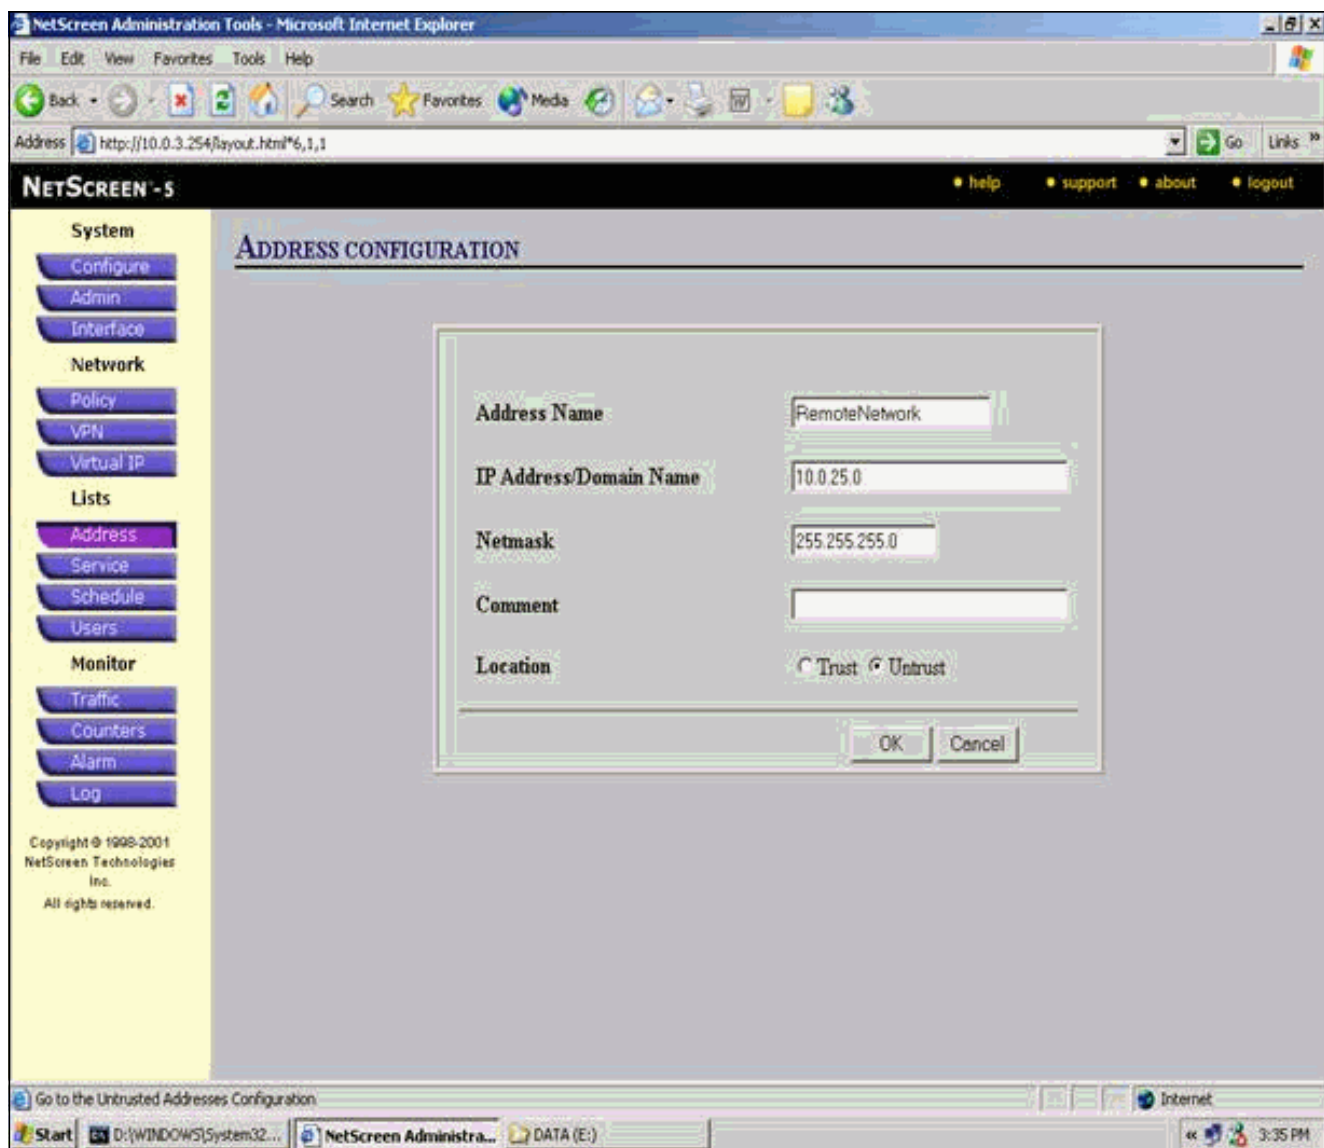 NetScreen Administration Tools - Microsoft Internet Explorer
File Edit View Favorites Tools Help
Back Search Favorites Media
Address http://10.0.3.254/layout.html*6,1,1 Go Links »
NETSCREEN™-5
help support about logout
System
Configure
Admin
Interface
Network
Policy
VPN
Virtual IP
Lists
Address
Service
Schedule
Users
Monitor
Traffic
Counters
Alarm
Log
Copyright © 1998-2001
NetScreen Technologies
Inc.
All rights reserved.
ADDRESS CONFIGURATION
Address Name RemoteNetwork
IP Address/Domain Name 10.0.25.0
Netmask 255.255.255.0
Comment
Location Trust Untrust
OK Cancel
Go to the Untrusted Addresses Configuration Internet
Start D:\WINDOWS\System32... NetScreen Administra... DATA (E:) « 3:35 PM